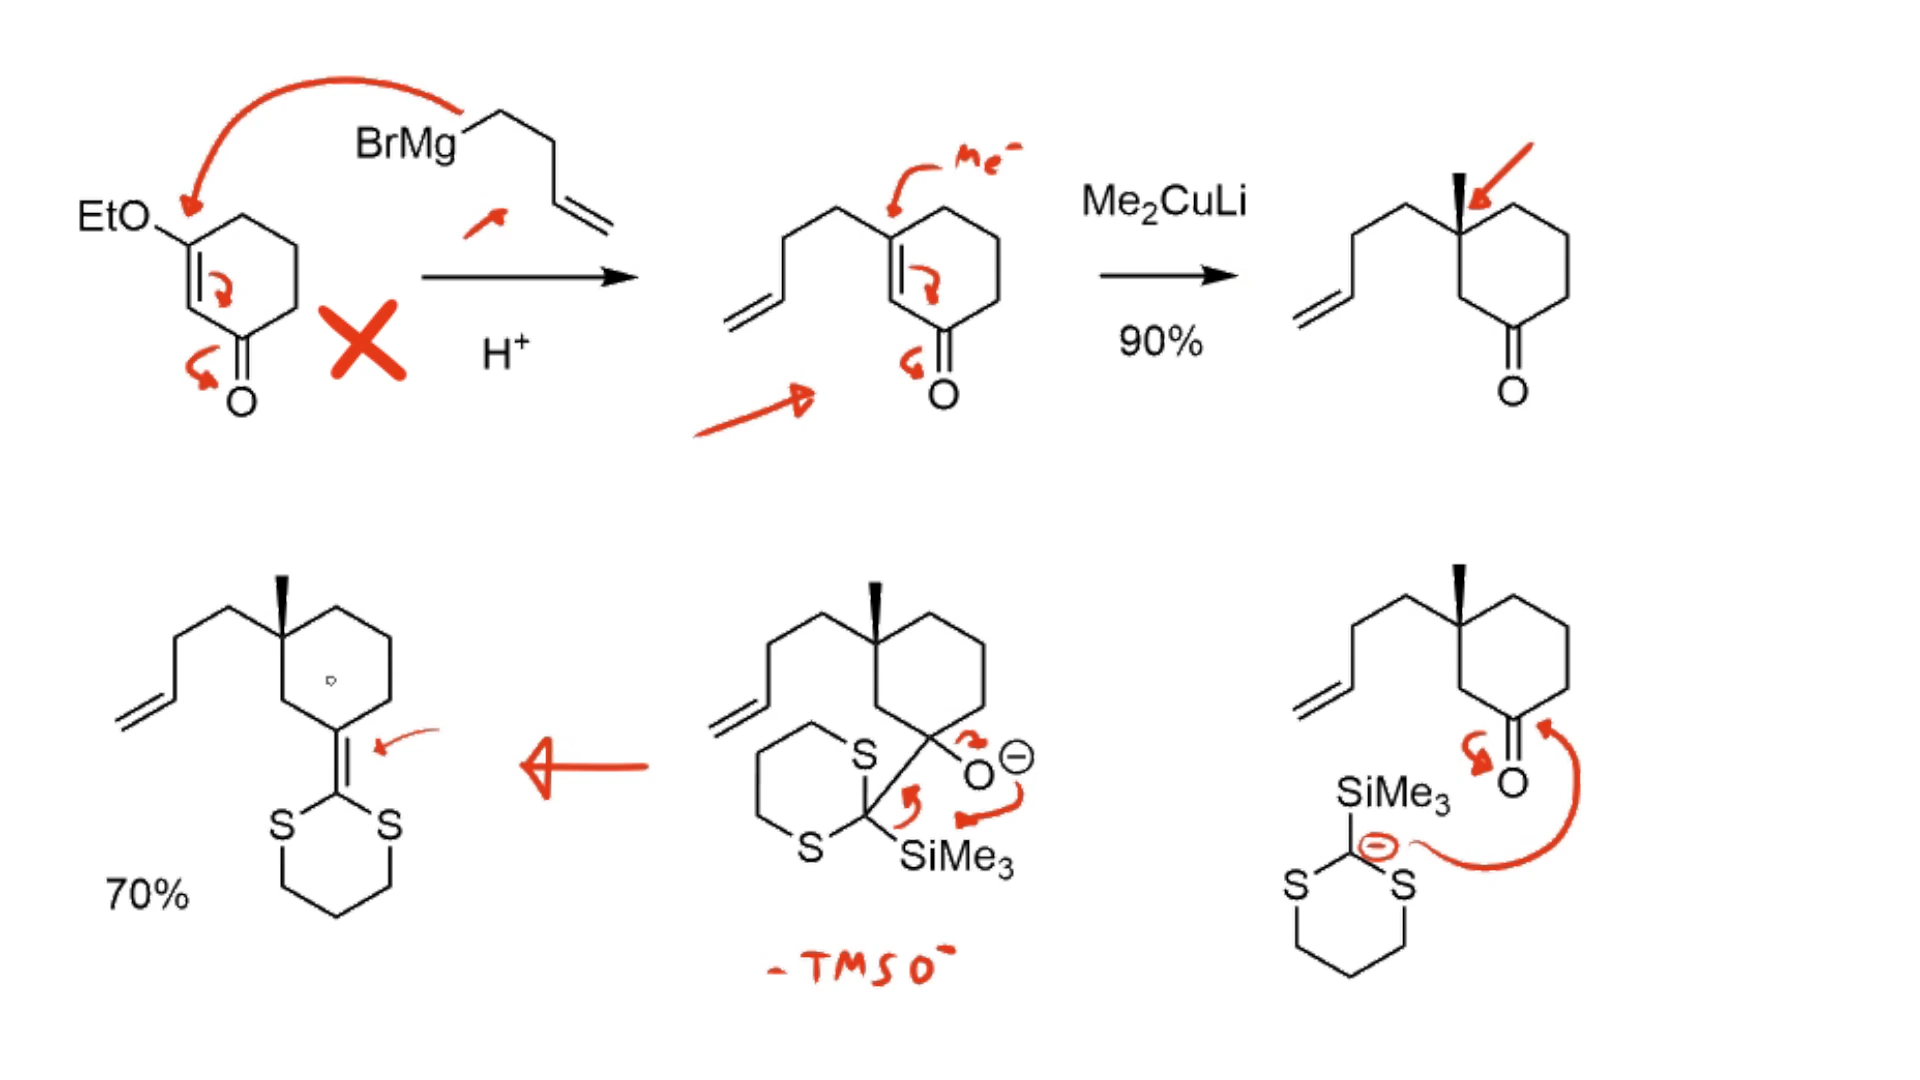 BrMg
EtO
O
H⁺
Me⁻
O
Me₂CuLi
90%
O
S
S
70%
S
S
O
⊖
SiMe₃
- TMSO⁻
O
SiMe₃
⊖
S
S